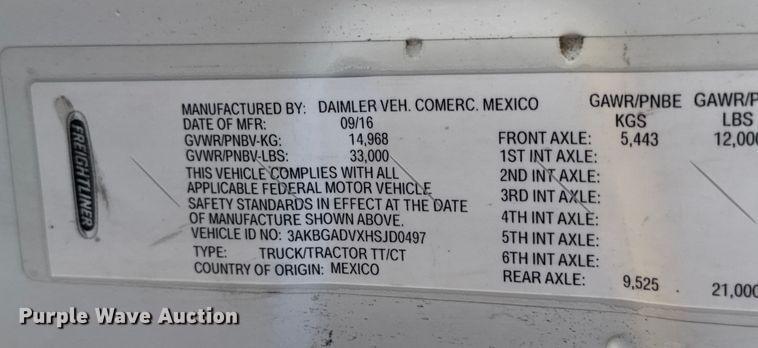 FREIGHTLINER
MANUFACTURED BY: DAIMLER VEH. COMERC. MEXICO
DATE OF MFR: 09/16
GVWR/PNBV-KG: 14,968
GVWR/PNBV-LBS: 33,000
THIS VEHICLE COMPLIES WITH ALL
APPLICABLE FEDERAL MOTOR VEHICLE
SAFETY STANDARDS IN EFFECT AT THE DATE
OF MANUFACTURE SHOWN ABOVE.
VEHICLE ID NO: 3AKBGADVXHSJD0497
TYPE: TRUCK/TRACTOR TT/CT
COUNTRY OF ORIGIN: MEXICO
GAWR/PNBE GAWR/P
KGS LBS
FRONT AXLE: 5,443 12,000
1ST INT AXLE:
2ND INT AXLE:
3RD INT AXLE:
4TH INT AXLE:
5TH INT AXLE:
6TH INT AXLE:
REAR AXLE: 9,525 21,000
Purple Wave Auction